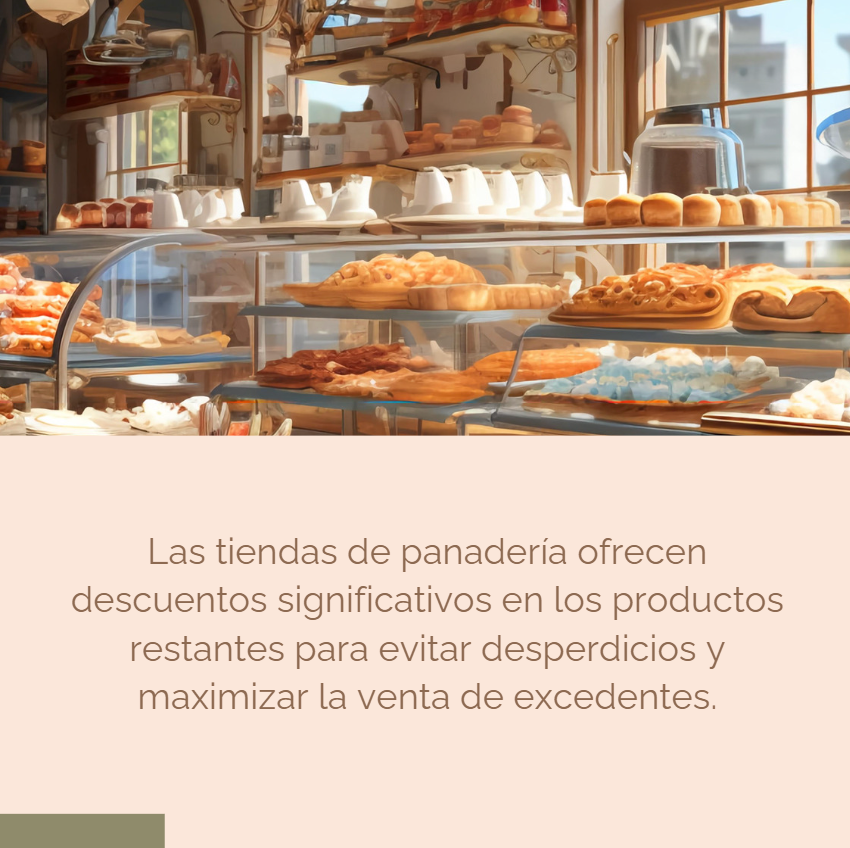 Las tiendas de panadería ofrecen
descuentos significativos en los productos
restantes para evitar desperdicios y
maximizar la venta de excedentes.